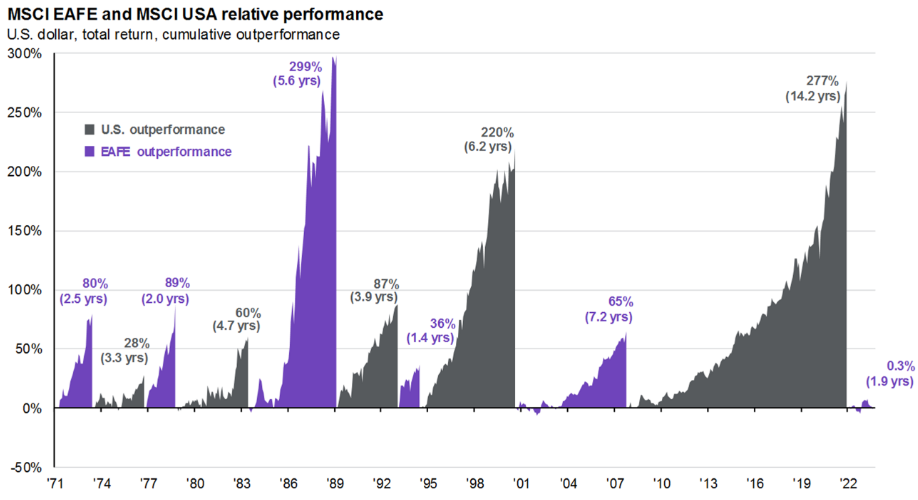 MSCI EAFE and MSCI USA relative performance
U.S. dollar, total return, cumulative outperformance
300%
250%
200%
150%
100%
50%
0%
-50%
U.S. outperformance
EAFE outperformance
80%
(2.5 yrs)
28%
(3.3 yrs)
89%
(2.0 yrs)
60%
(4.7 yrs)
299%
(5.6 yrs)
87%
(3.9 yrs)
36%
(1.4 yrs)
220%
(6.2 yrs)
65%
(7.2 yrs)
277%
(14.2 yrs)
0.3%
(1.9 yrs)
'71 '74 '77 '80 '83 '86 '89 '92 '95 '98 '01 '04 '07 '10 '13 '16 '19 '22